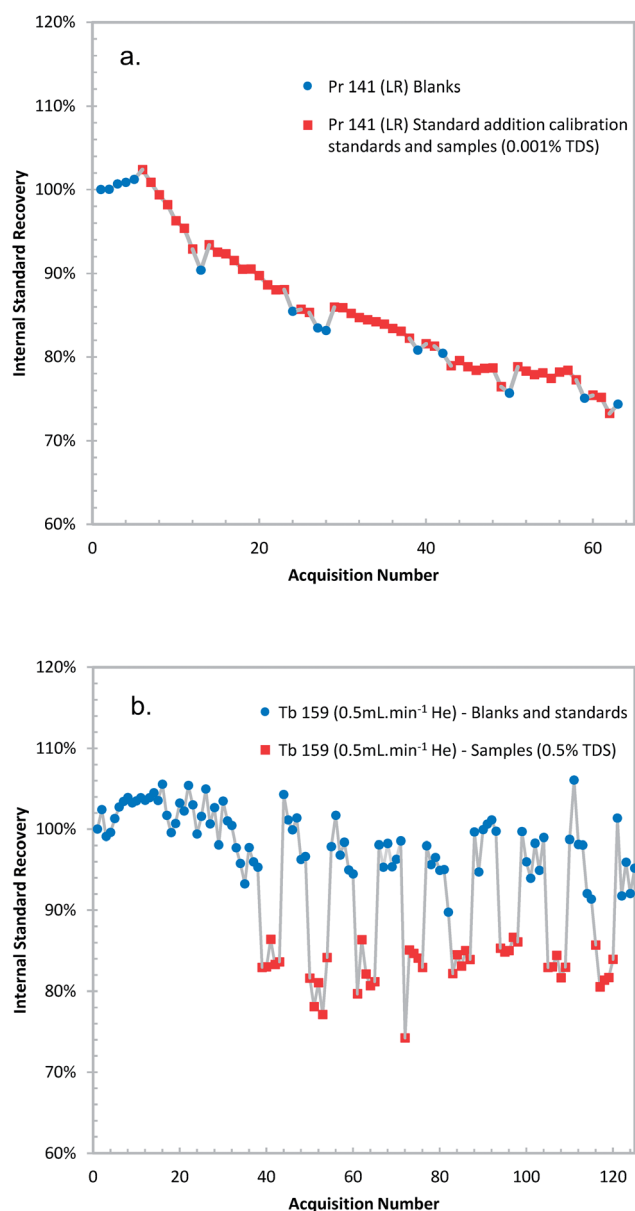 120%
a.
Pr 141 (LR) Blanks
110%
Pr 141 (LR) Standard addition calibration
standards and samples (0.001% TDS)
100%
90%
80%
70%
60%
Internal Standard Recovery
0
20
40
60
Acquisition Number
120%
b.
Tb 159 (0.5mL.min⁻¹ He) - Blanks and standards
110%
Tb 159 (0.5mL.min⁻¹ He) - Samples (0.5% TDS)
100%
90%
80%
70%
60%
Internal Standard Recovery
0
20
40
60
80
100
120
Acquisition Number